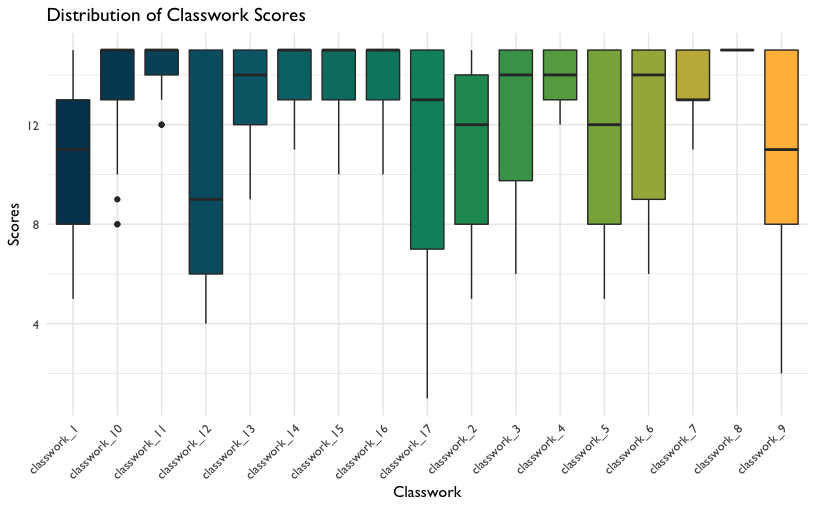 Distribution of Classwork Scores
Scores
12
8
4
classwork_1
classwork_10
classwork_11
classwork_12
classwork_13
classwork_14
classwork_15
classwork_16
classwork_17
classwork_2
classwork_3
classwork_4
classwork_5
classwork_6
classwork_7
classwork_8
classwork_9
Classwork